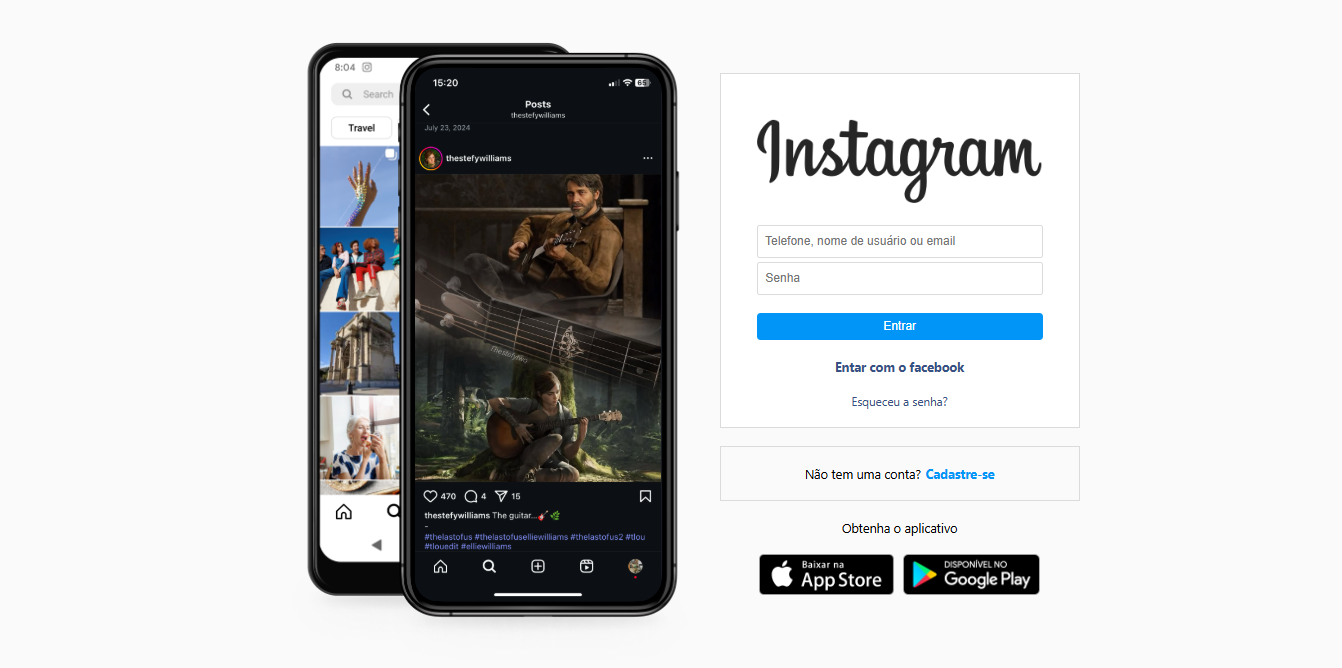 8:04
Search
Travel
15:20
65
Posts
thestefywilliams
July 23, 2024
thestefywilliams
470 4 15
thestefywilliams The guitar...🎸🌿
-
#thelastofus #thelastofuselliewilliams #thelastofus2 #tlou
#tlouedit #elliewilliams
Instagram
Telefone, nome de usuário ou email
Senha
Entrar
Entar com o facebook
Esqueceu a senha?
Não tem uma conta? Cadastre-se
Obtenha o aplicativo
Baixar na
App Store
DISPONÍVEL NO
Google Play